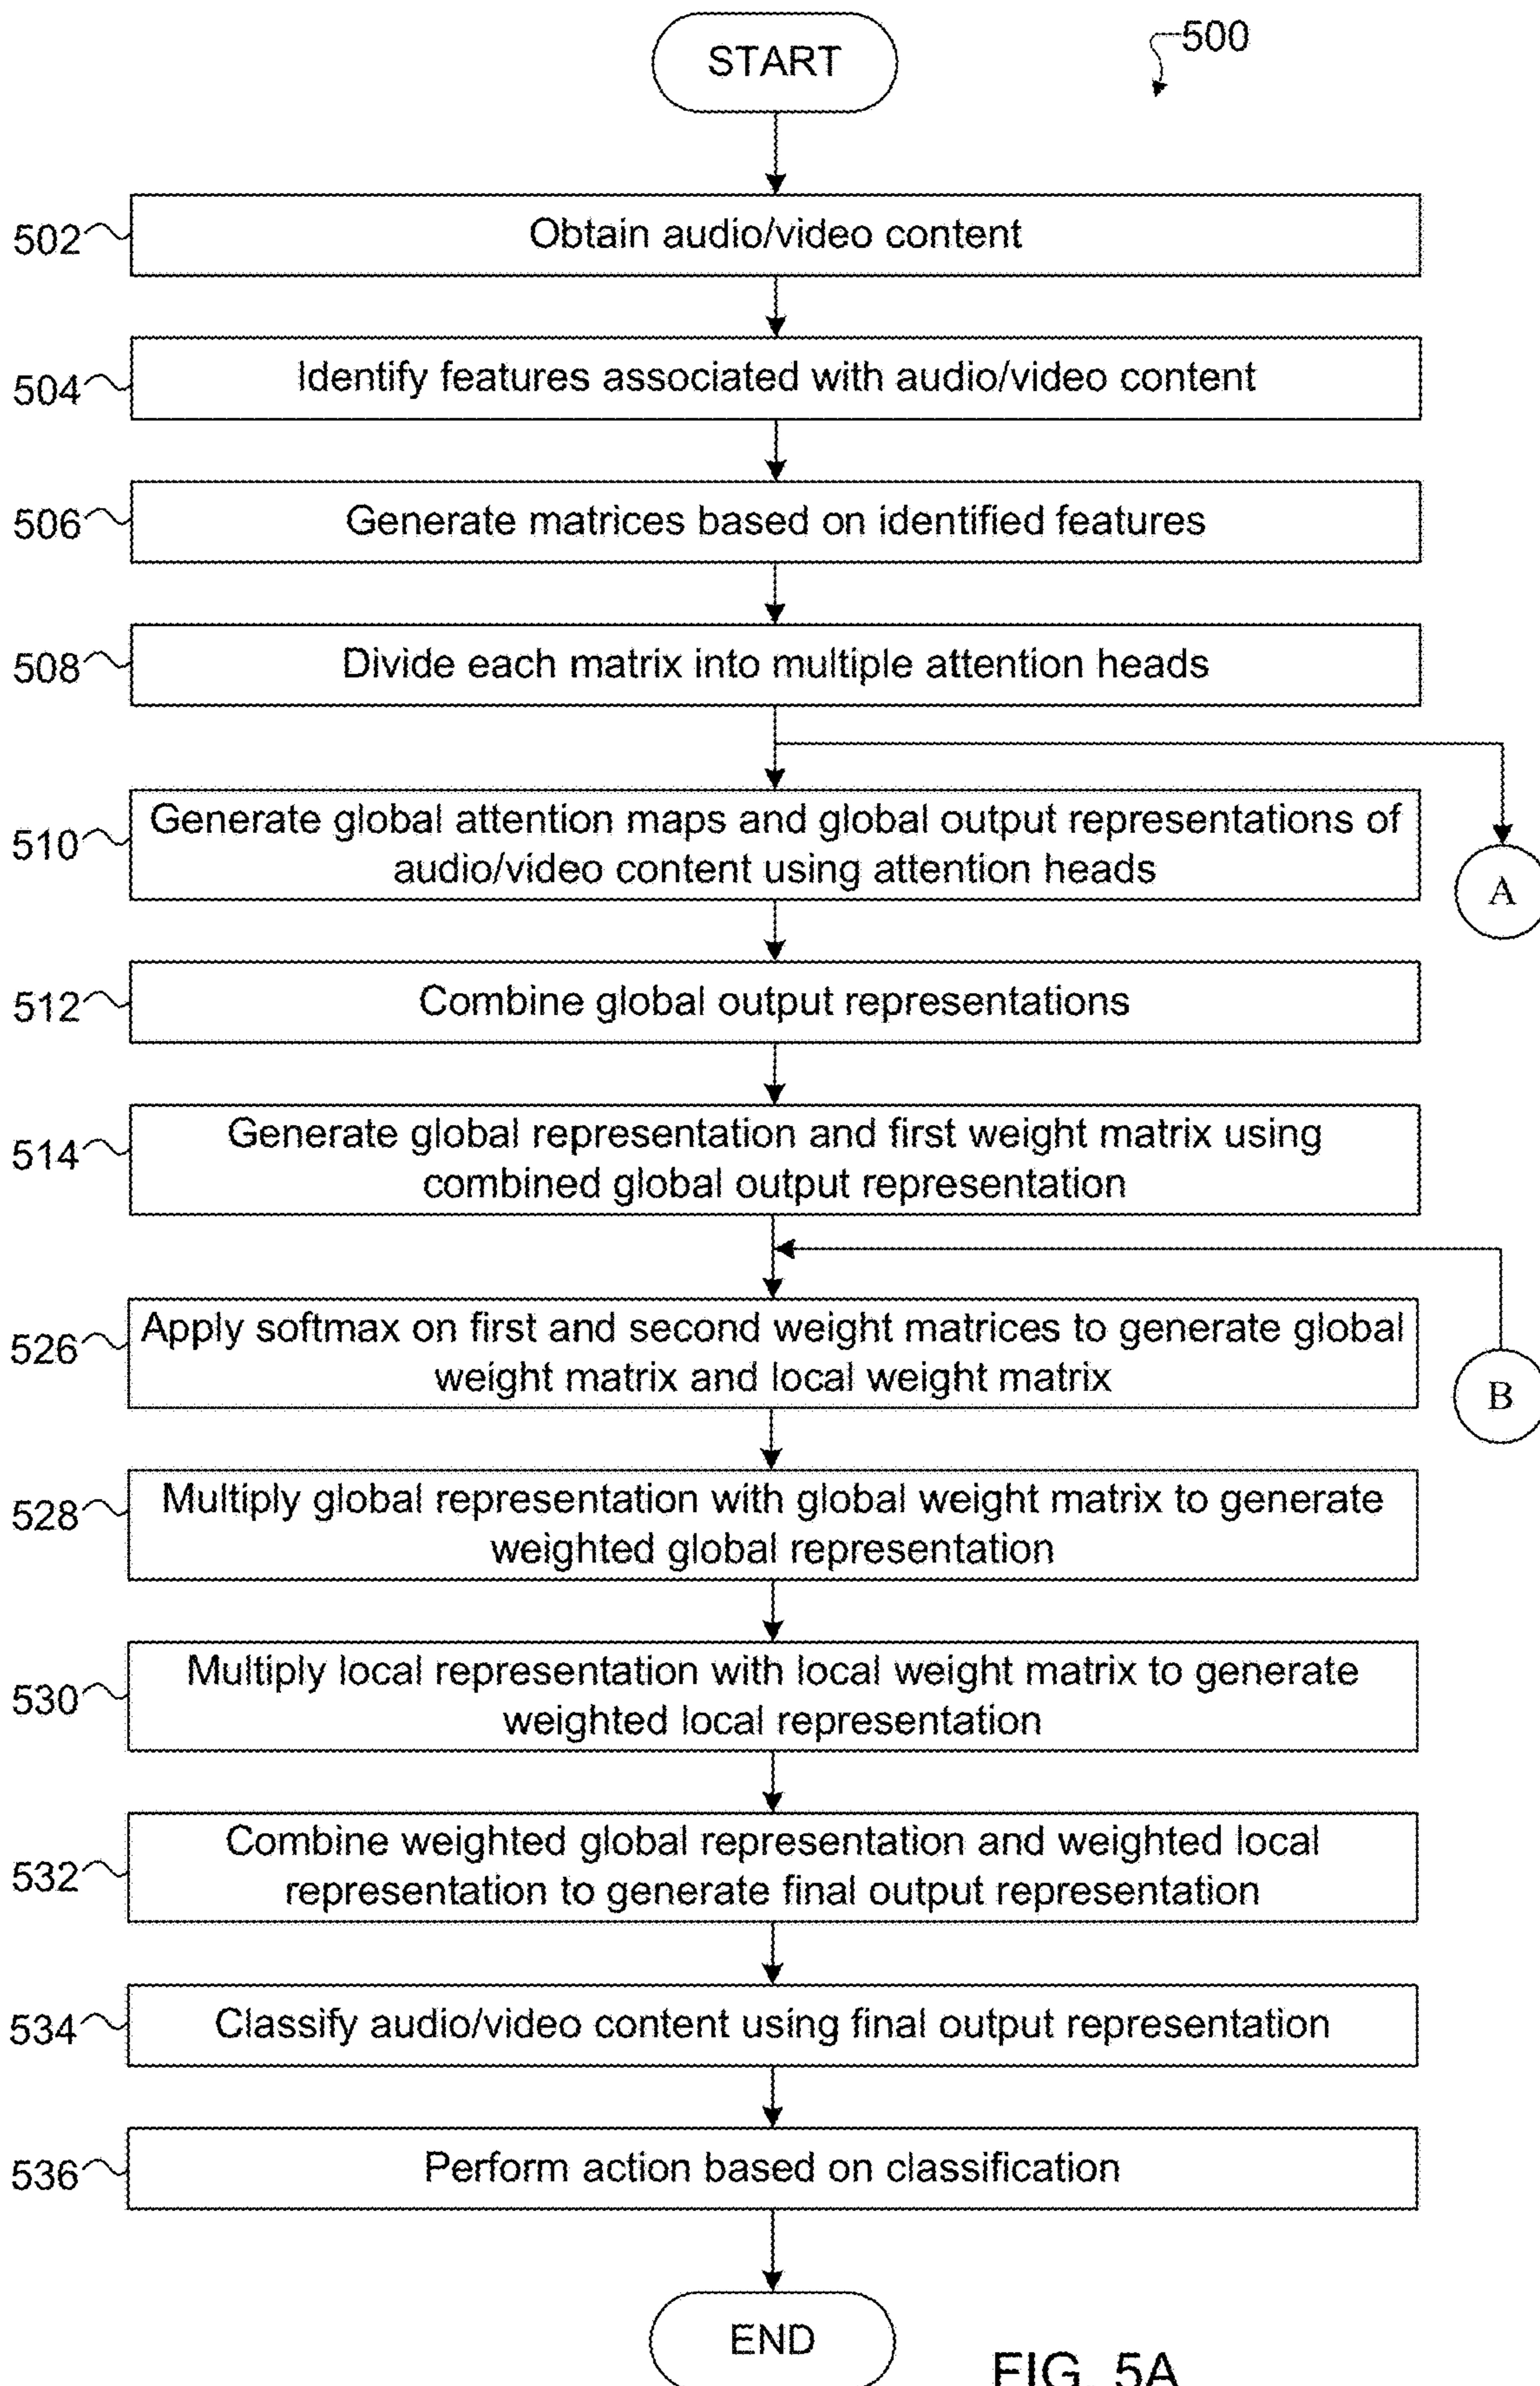 START
500
502
Obtain audio/video content
504
Identify features associated with audio/video content
506
Generate matrices based on identified features
508
Divide each matrix into multiple attention heads
510
Generate global attention maps and global output representations of
audio/video content using attention heads
A
512
Combine global output representations
514
Generate global representation and first weight matrix using
combined global output representation
526
Apply softmax on first and second weight matrices to generate global
weight matrix and local weight matrix
B
528
Multiply global representation with global weight matrix to generate
weighted global representation
530
Multiply local representation with local weight matrix to generate
weighted local representation
532
Combine weighted global representation and weighted local
representation to generate final output representation
534
Classify audio/video content using final output representation
536
Perform action based on classification
END
FIG. 5A